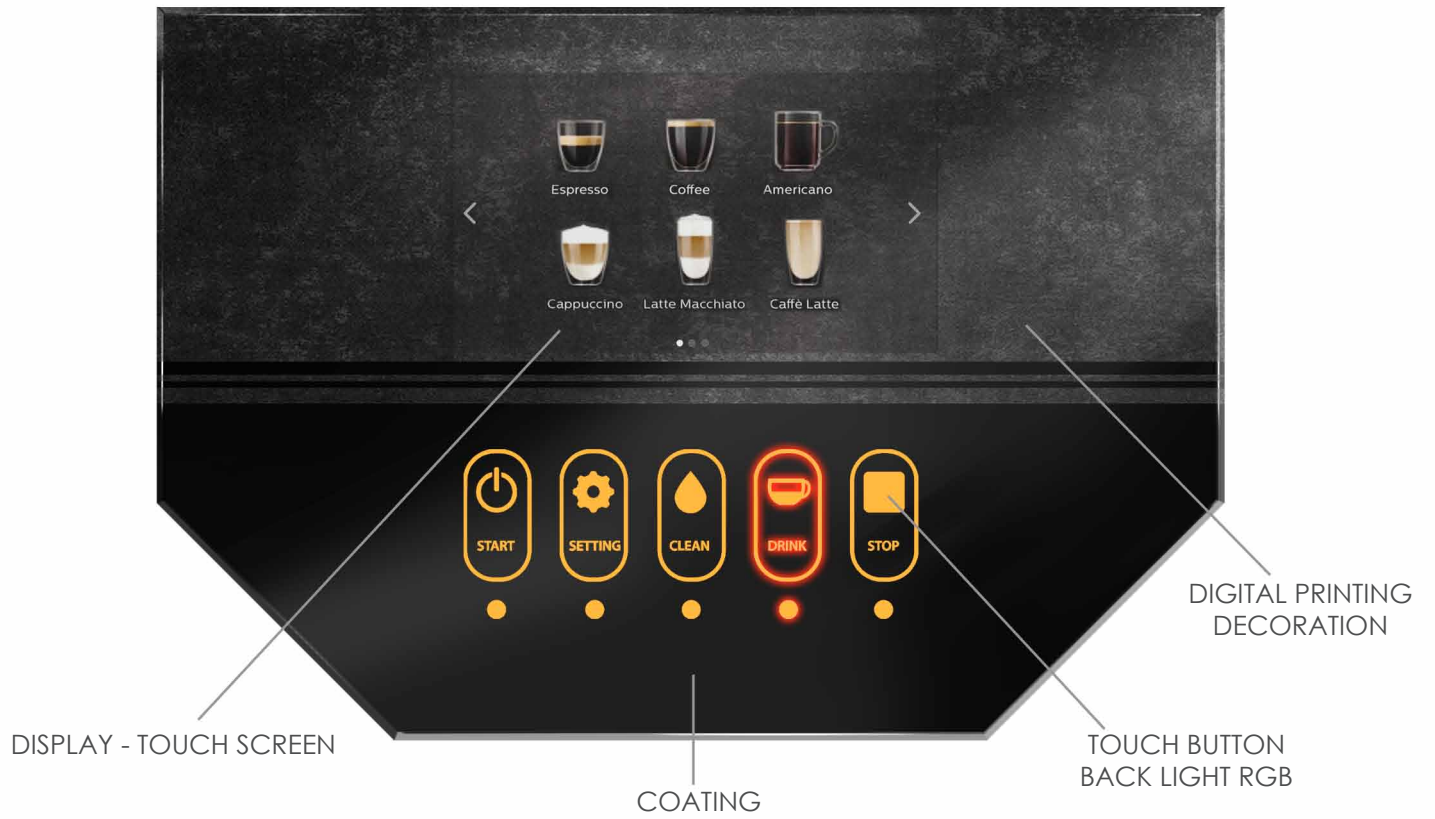 Espresso Coffee Americano
Cappuccino Latte Macchiato Caffè Latte
START SETTING CLEAN DRINK STOP
DIGITAL PRINTING
DECORATION
DISPLAY - TOUCH SCREEN
TOUCH BUTTON
BACK LIGHT RGB
COATING